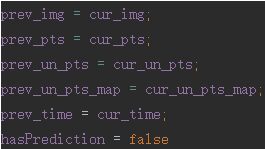 prev_img = cur_img;
prev_pts = cur_pts;
prev_un_pts = cur_un_pts;
prev_un_pts_map = cur_un_pts_map;
prev_time = cur_time;
hasPrediction = false